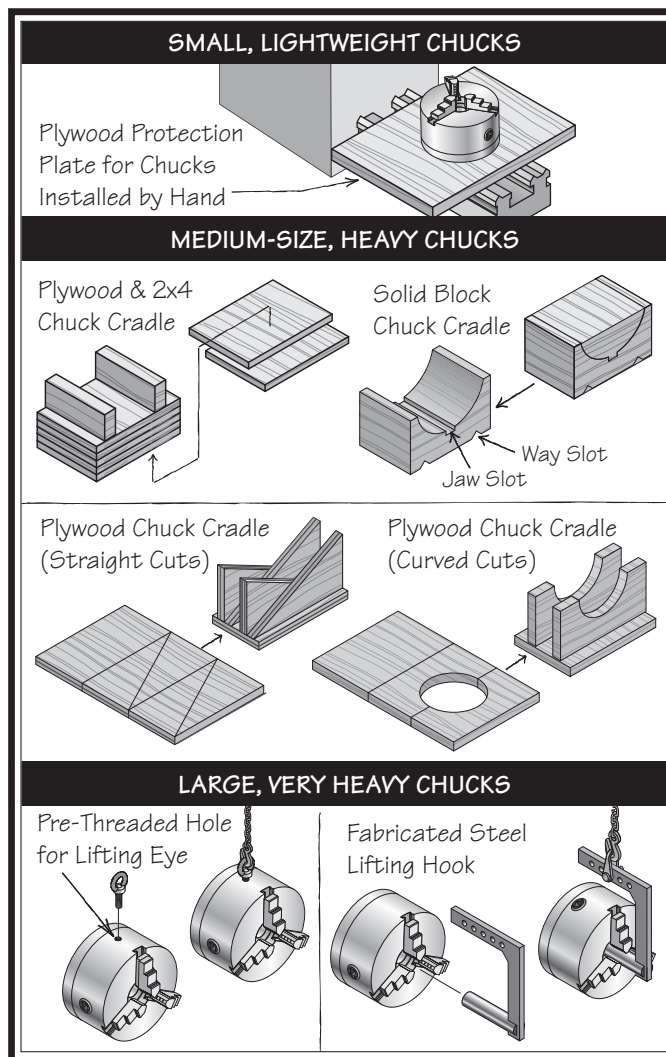 SMALL, LIGHTWEIGHT CHUCKS
Plywood Protection
Plate for Chucks
Installed by Hand
MEDIUM-SIZE, HEAVY CHUCKS
Plywood & 2x4
Chuck Cradle
Solid Block
Chuck Cradle
Way Slot
Jaw Slot
Plywood Chuck Cradle
(Straight Cuts)
Plywood Chuck Cradle
(Curved Cuts)
LARGE, VERY HEAVY CHUCKS
Pre-Threaded Hole
for Lifting Eye
Fabricated Steel
Lifting Hook